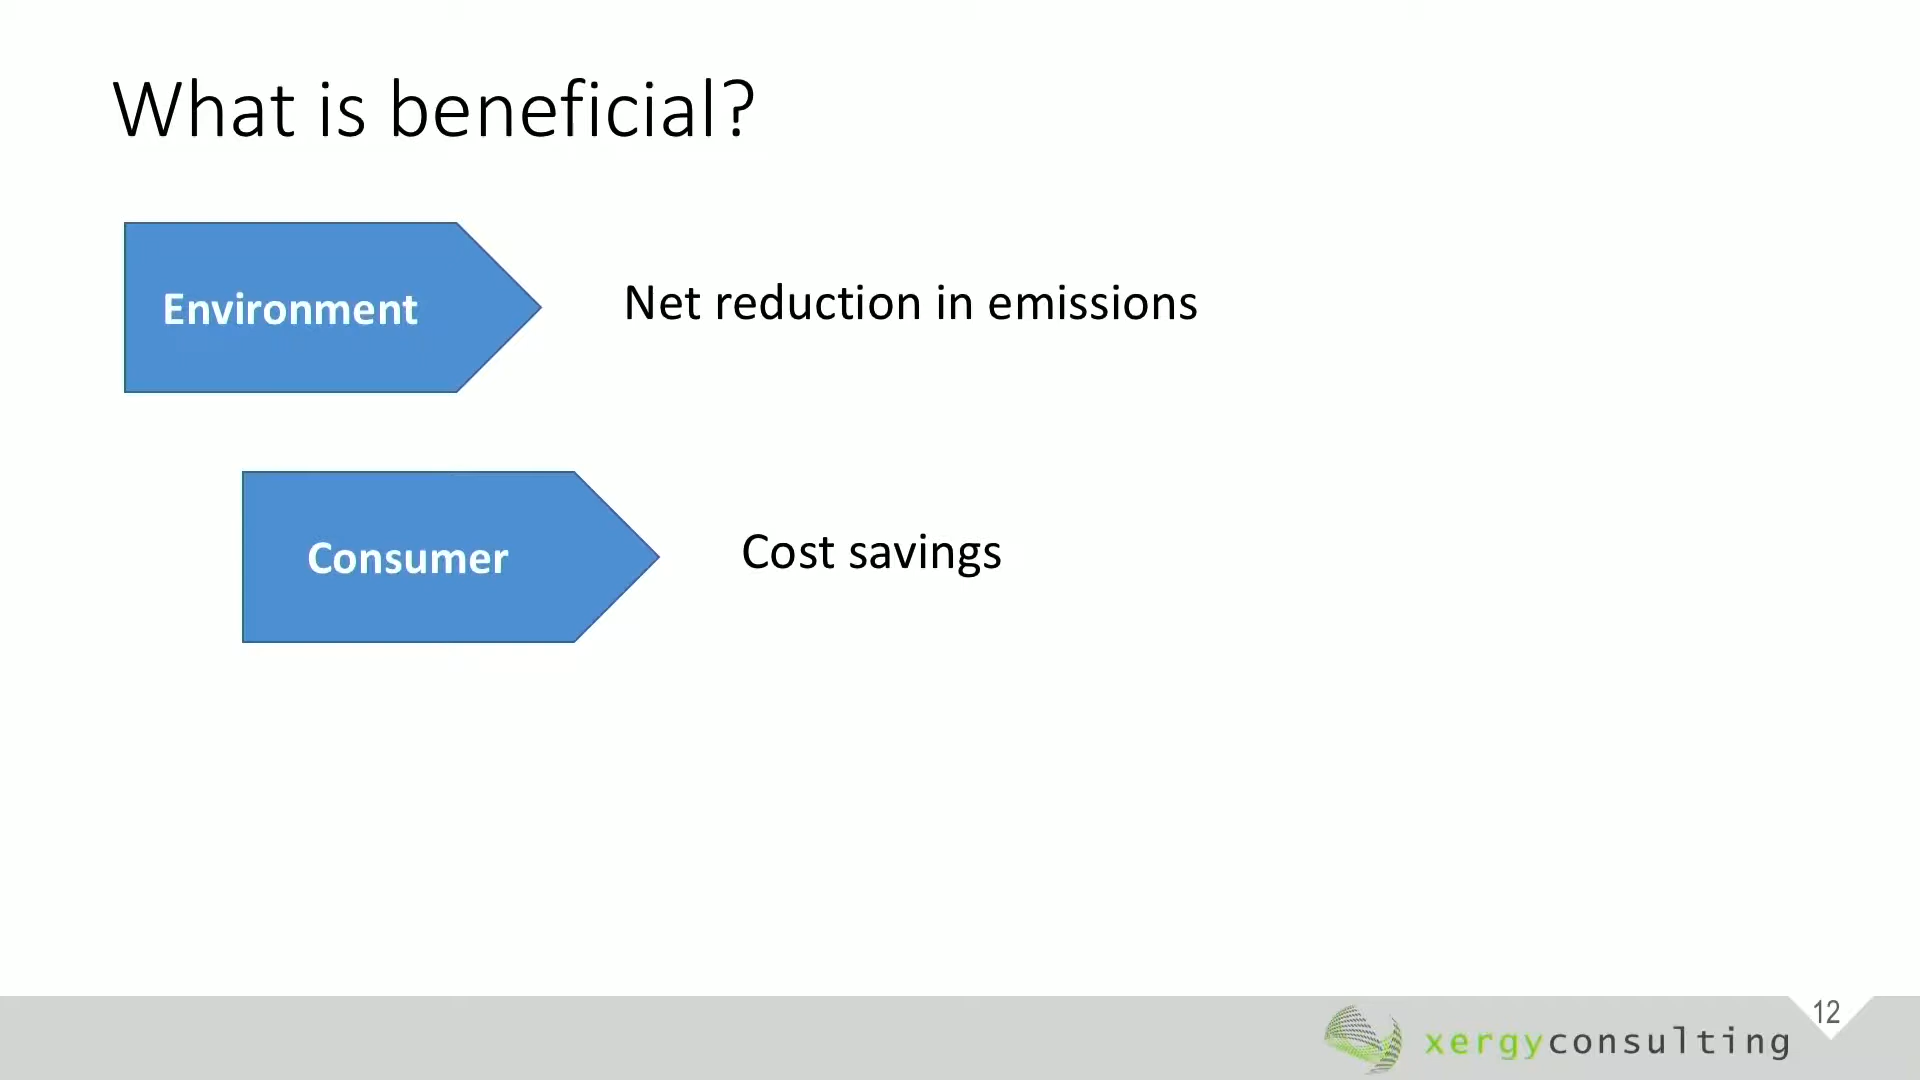 What is beneficial?
Environment
Net reduction in emissions
Consumer
Cost savings
12
xergyconsulting